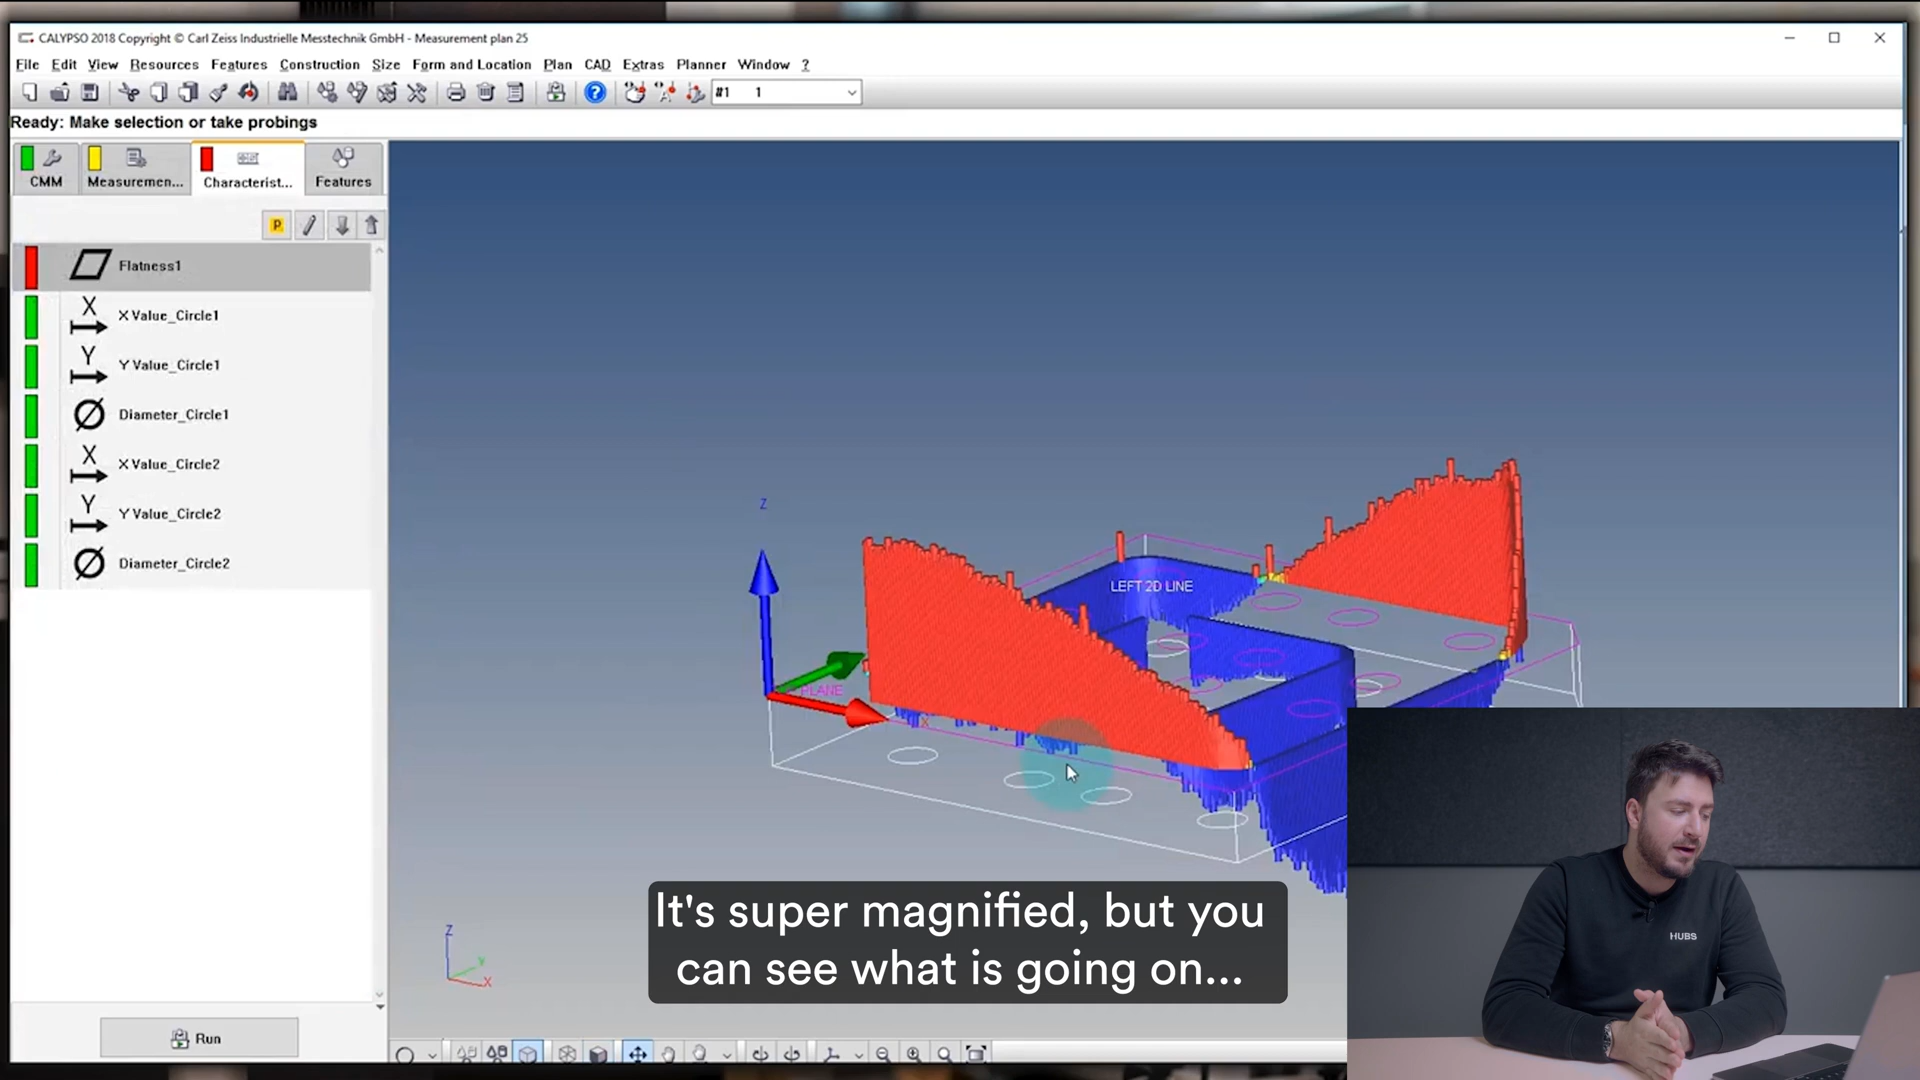 CALYPSO 2018 Copyright © Carl Zeiss Industrielle Messtechnik GmbH - Measurement plan 25
File Edit View Resources Features Construction Size Form and Location Plan CAD Extras Planner Window ?
#1 1
Ready: Make selection or take probings
CMM Measuremen... Characterist... Features
P
Flatness1
X
X Value_Circle1
Y
Y Value_Circle1
Diameter_Circle1
X
X Value_Circle2
Y
Y Value_Circle2
Diameter_Circle2
Z
LEFT 2D LINE
PLANE
X
Z
y
X
Run
HUBS
It's super magnified, but you
can see what is going on...